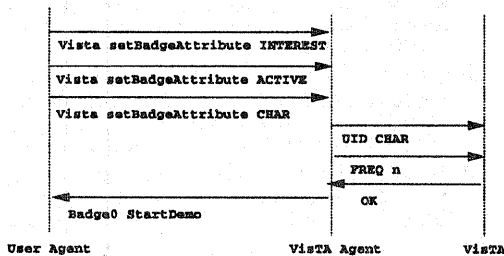 Vista setBadgeAttribute INTEREST
Vista setBadgeAttribute ACTIVE
Vista setBadgeAttribute CHAR
UID CHAR
FREQ n
OK
Badge0 StartDemo
User Agent VisTA Agent VisTA